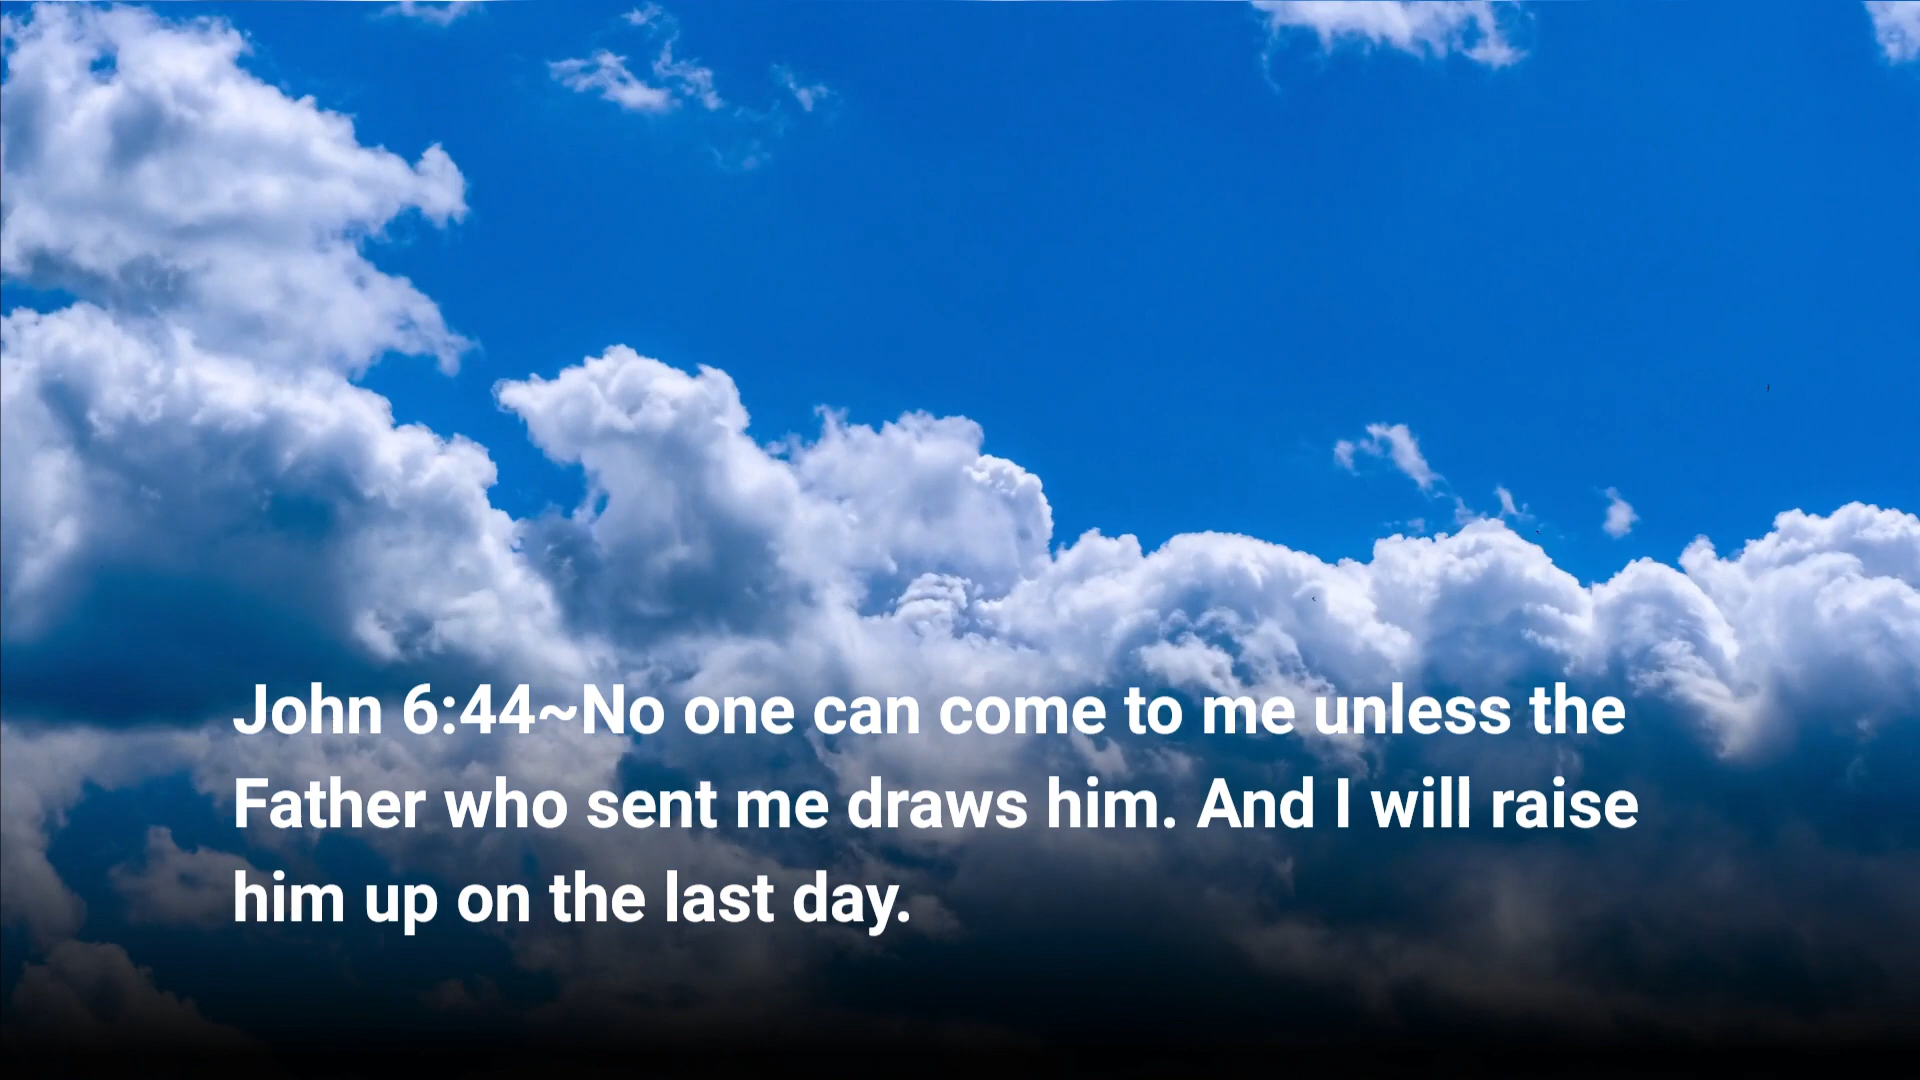 John 6:44~No one can come to me unless the
Father who sent me draws him. And I will raise
him up on the last day.